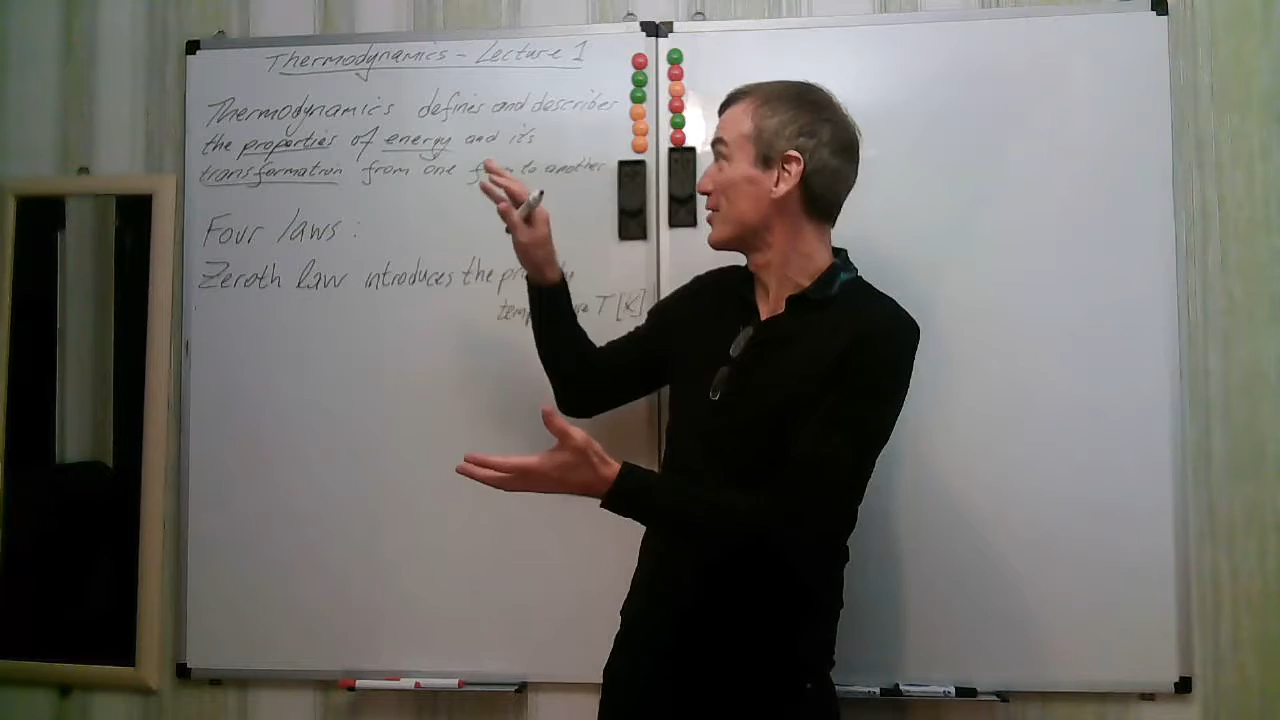 Thermodynamics - Lecture 1
Thermodynamics defines and describes
the properties of energy and its
transformation from one to another
Four laws:
Zeroth law introduces the
T [K]